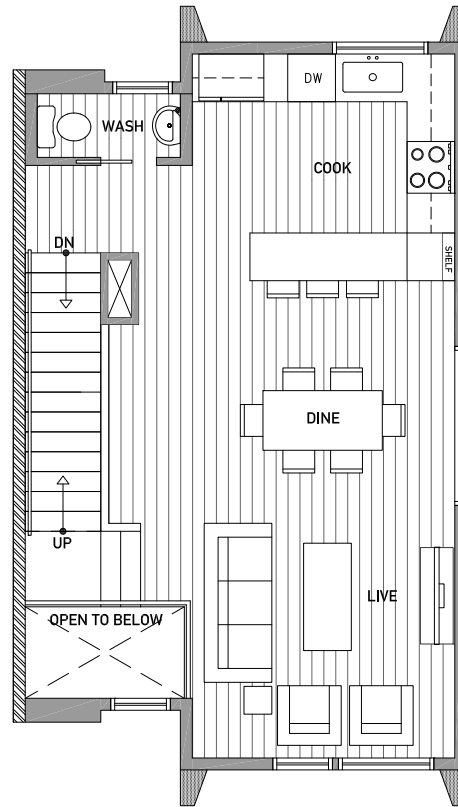 DW
WASH
COOK
DN
SHELF
DINE
UP
LIVE
OPEN TO BELOW